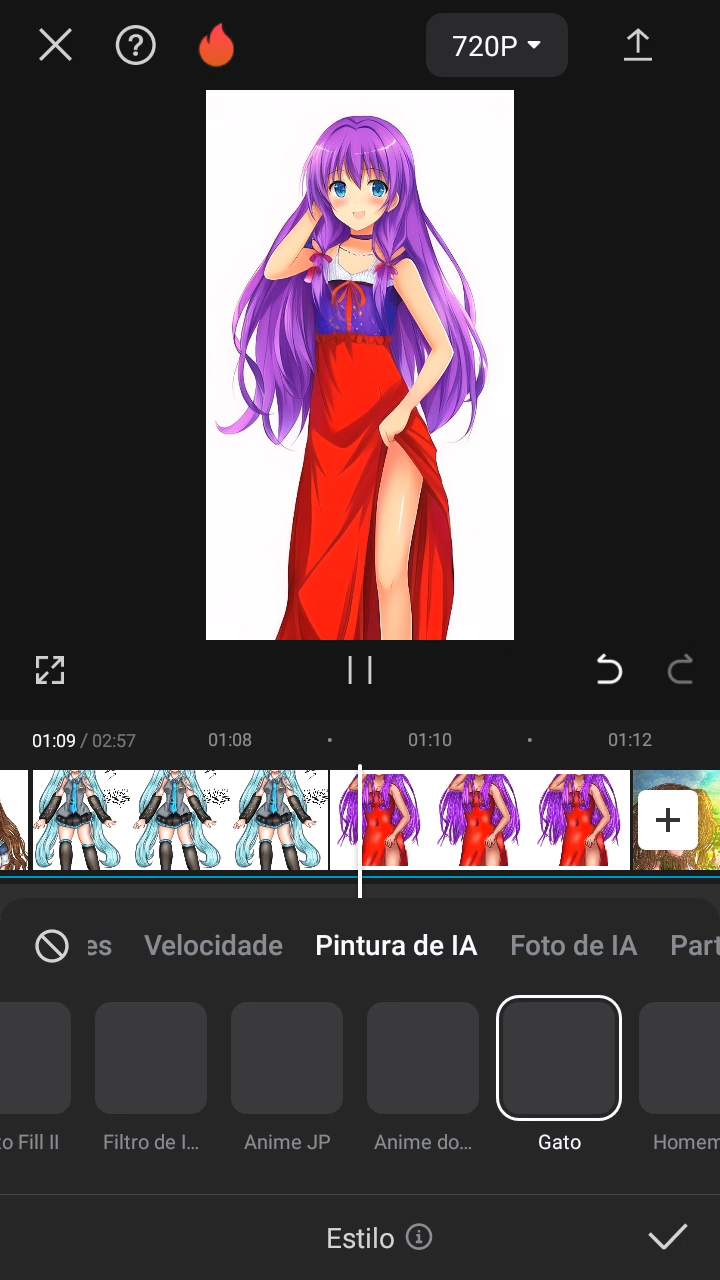 720P
01:09 / 02:57
01:08
01:10
01:12
es
Velocidade
Pintura de IA
Foto de IA
Part
to Fill II
Filtro de I...
Anime JP
Anime do...
Gato
Homem
Estilo